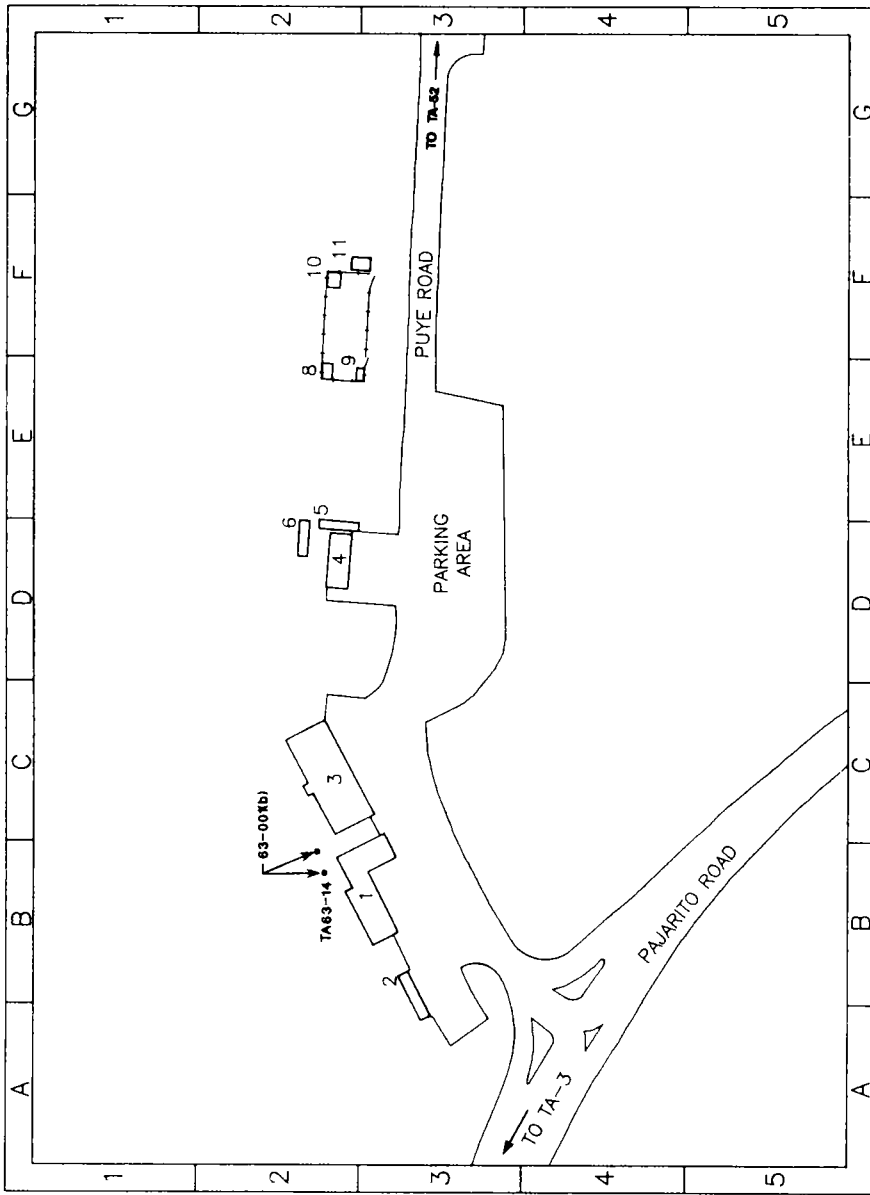 A B C D E F G
1 1
63-001(b)
TA63-14
2 2
6
5
8
10
3
4
9
11
1
2
3 3
PARKING
AREA
PUYE ROAD
TO TA-52
TO TA-3
4 4
PAJARITO ROAD
5 5
A B C D E F G